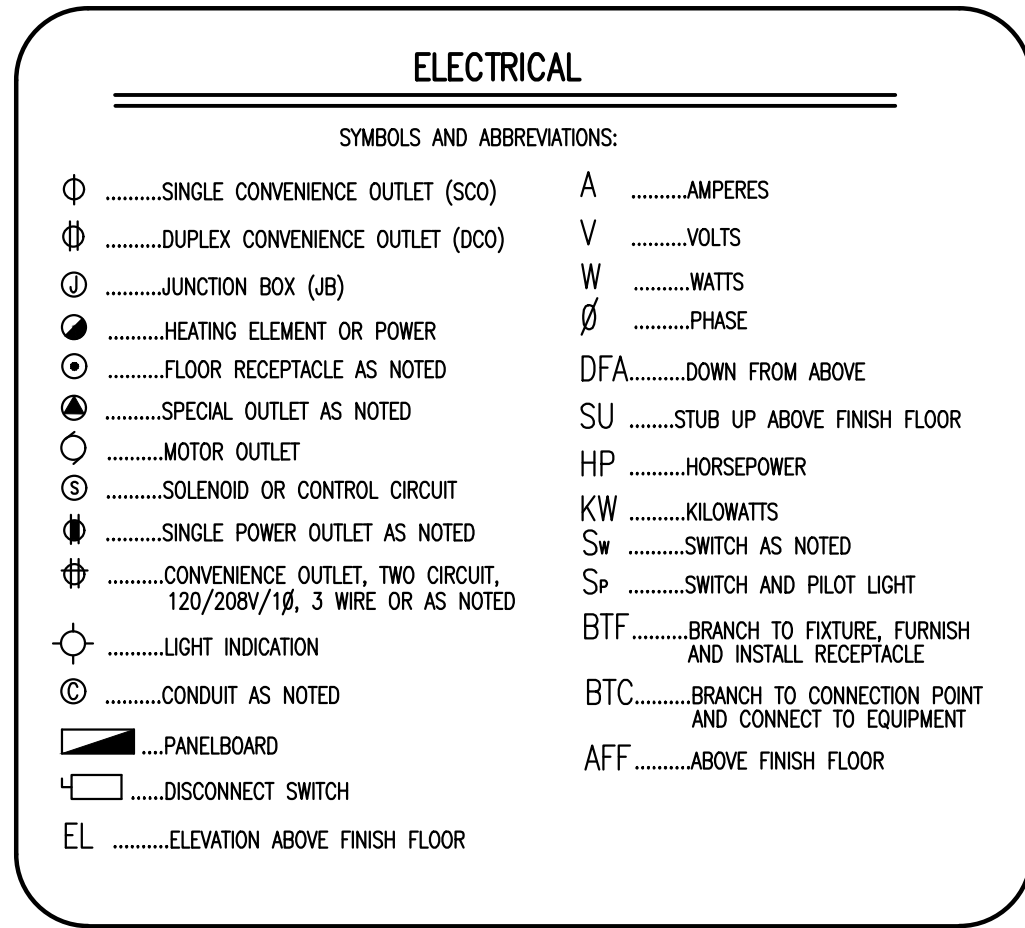 ELECTRICAL
SYMBOLS AND ABBREVIATIONS:
..........SINGLE CONVENIENCE OUTLET (SCO)
..........DUPLEX CONVENIENCE OUTLET (DCO)
J ..........JUNCTION BOX (JB)
..........HEATING ELEMENT OR POWER
..........FLOOR RECEPTACLE AS NOTED
..........SPECIAL OUTLET AS NOTED
..........MOTOR OUTLET
S ..........SOLENOID OR CONTROL CIRCUIT
..........SINGLE POWER OUTLET AS NOTED
..........CONVENIENCE OUTLET, TWO CIRCUIT,
120/208V/1Ø, 3 WIRE OR AS NOTED
..........LIGHT INDICATION
C ..........CONDUIT AS NOTED
....PANELBOARD
......DISCONNECT SWITCH
EL ..........ELEVATION ABOVE FINISH FLOOR
A ..........AMPERES
V ..........VOLTS
W ..........WATTS
Ø ..........PHASE
DFA..........DOWN FROM ABOVE
SU ........STUB UP ABOVE FINISH FLOOR
HP ..........HORSEPOWER
KW ..........KILOWATTS
SW ..........SWITCH AS NOTED
SP ..........SWITCH AND PILOT LIGHT
BTF..........BRANCH TO FIXTURE, FURNISH
AND INSTALL RECEPTACLE
BTC..........BRANCH TO CONNECTION POINT
AND CONNECT TO EQUIPMENT
AFF..........ABOVE FINISH FLOOR